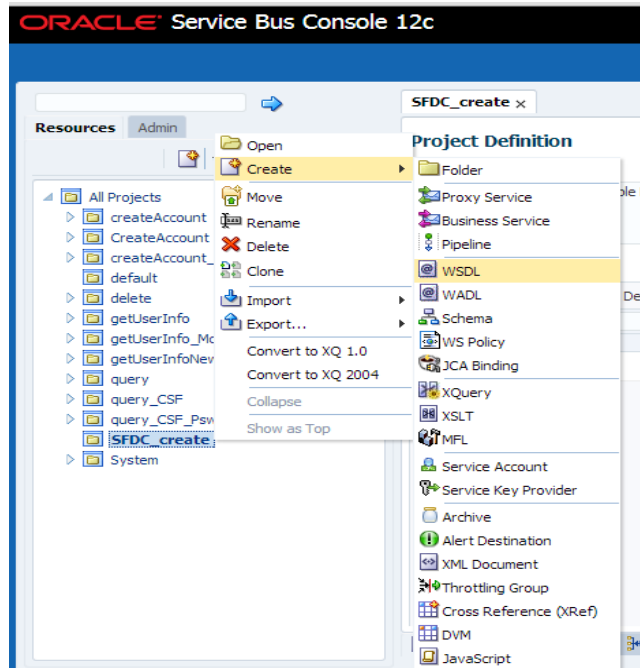 ORACLE® Service Bus Console 12c
SFDC_create x
Resources Admin
Project Definition
All Projects
createAccount
CreateAccount
createAccount_
default
delete
getUserInfo
getUserInfo_Mo
getUserInfoNew
query
query_CSF
query_CSF_Psw
SFDC_create
System
Open
Create
Move
Rename
Delete
Clone
Import
Export...
Convert to XQ 1.0
Convert to XQ 2004
Collapse
Show as Top
Folder
Proxy Service
Business Service
Pipeline
WSDL
WADL
Schema
WS Policy
JCA Binding
XQuery
XSLT
MFL
Service Account
Service Key Provider
Archive
Alert Destination
XML Document
Throttling Group
Cross Reference (XRef)
DVM
JavaScript
ple
De